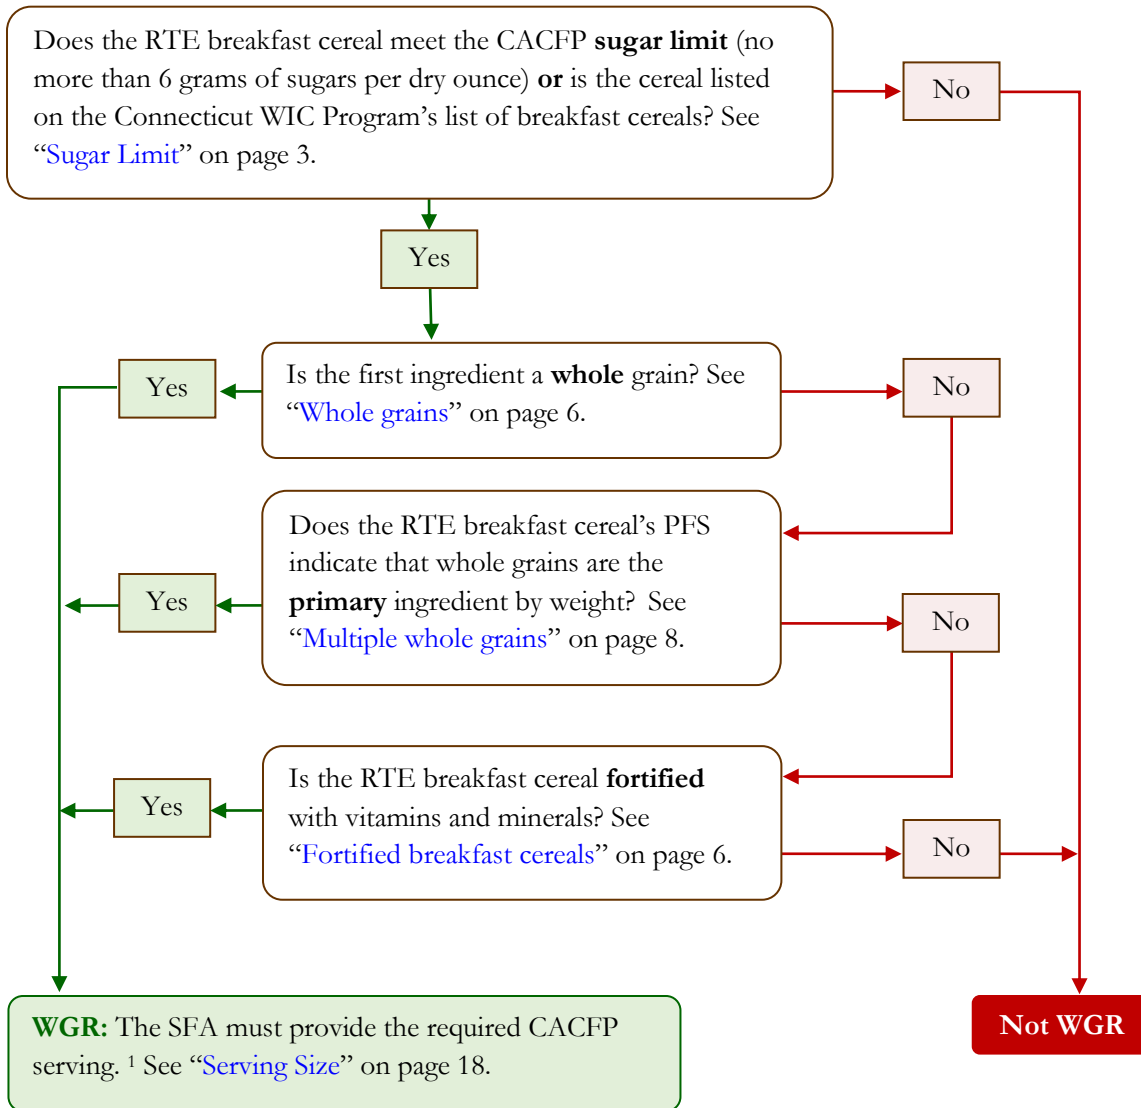 Does the RTE breakfast cereal meet the CACFP sugar limit (no
more than 6 grams of sugars per dry ounce) or is the cereal listed
on the Connecticut WIC Program’s list of breakfast cereals? See
“Sugar Limit” on page 3.
No
Yes
Is the first ingredient a whole grain? See
“Whole grains” on page 6.
Yes
No
Does the RTE breakfast cereal’s PFS
indicate that whole grains are the
primary ingredient by weight? See
“Multiple whole grains” on page 8.
Yes
No
Is the RTE breakfast cereal fortified
with vitamins and minerals? See
“Fortified breakfast cereals” on page 6.
Yes
No
WGR: The SFA must provide the required CACFP
serving. ¹ See “Serving Size” on page 18.
Not WGR